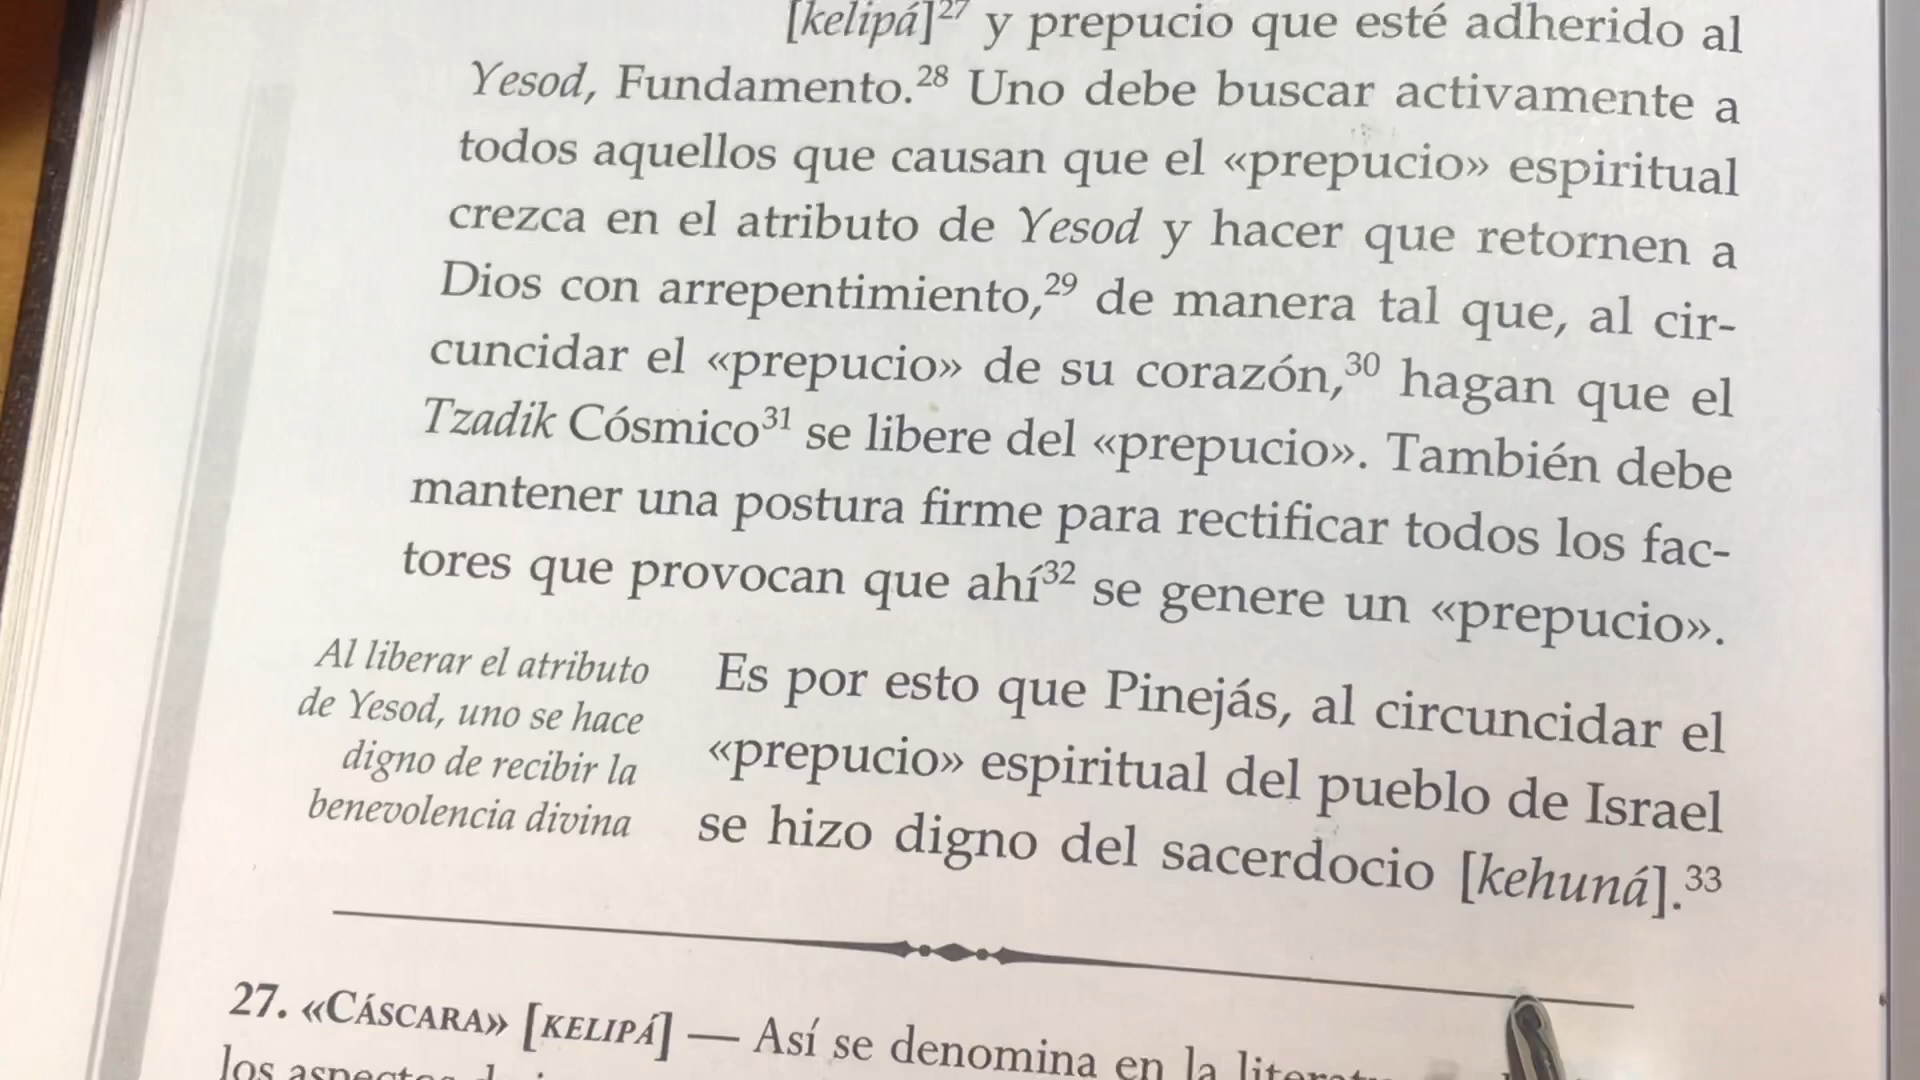 [kelipá]27 y prepucio que esté adherido al
Yesod, Fundamento.28 Uno debe buscar activamente a
todos aquellos que causan que el «prepucio» espiritual
crezca en el atributo de Yesod y hacer que retornen a
Dios con arrepentimiento,29 de manera tal que, al cir-
cuncidar el «prepucio» de su corazón,30 hagan que el
Tzadik Cósmico31 se libere del «prepucio». También debe
mantener una postura firme para rectificar todos los fac-
tores que provocan que ahí32 se genere un «prepucio».
Al liberar el atributo
de Yesod, uno se hace
digno de recibir la
benevolencia divina
Es por esto que Pinejás, al circuncidar el
«prepucio» espiritual del pueblo de Israel
se hizo digno del sacerdocio [kehuná].33
27. «CÁSCARA» [KELIPÁ] — Así se denomina en la
los